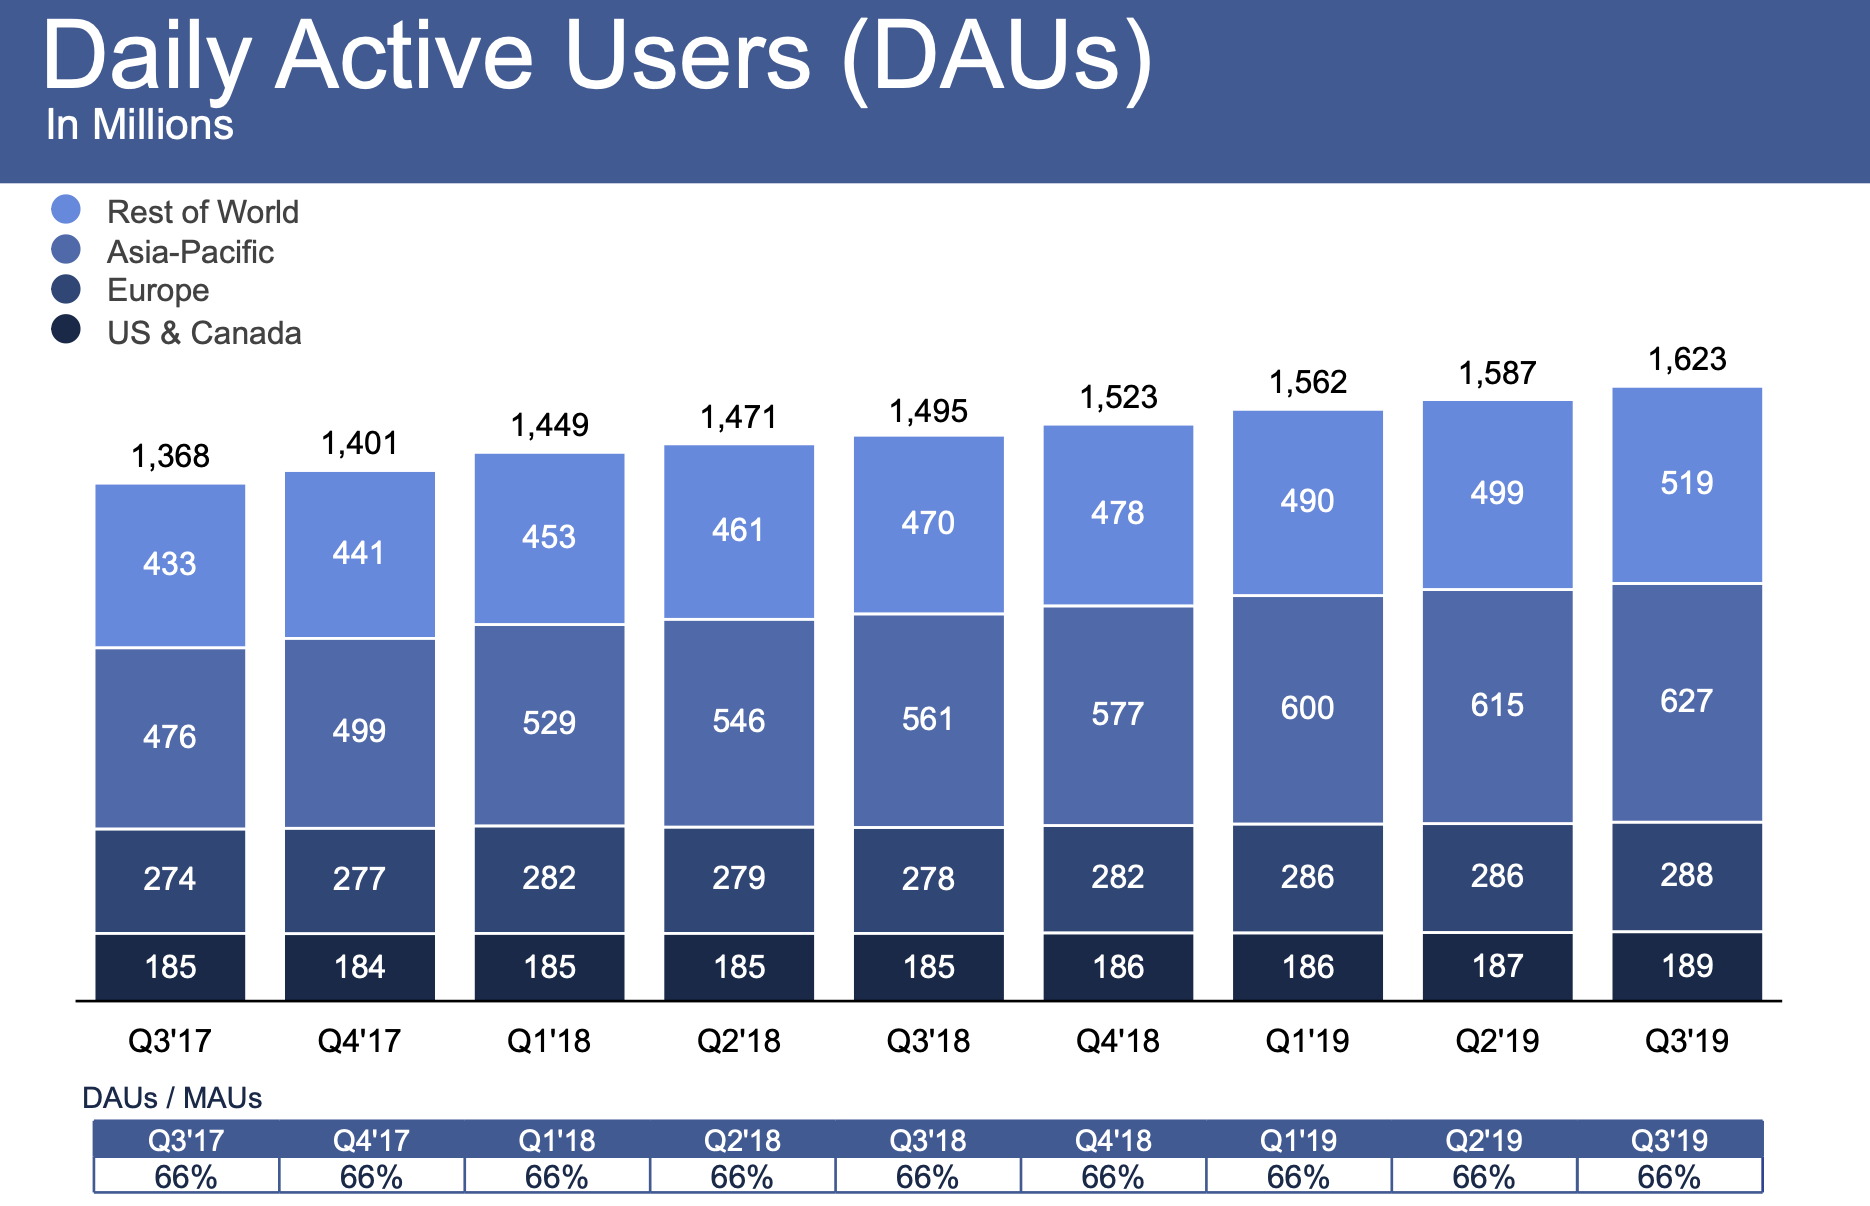 Daily Active Users (DAUs)
In Millions
Rest of World
Asia-Pacific
Europe
US & Canada
1,368 1,401 1,449 1,471 1,495 1,523 1,562 1,587 1,623
433 441 453 461 470 478 490 499 519
476 499 529 546 561 577 600 615 627
274 277 282 279 278 282 286 286 288
185 184 185 185 185 186 186 187 189
Q3'17 Q4'17 Q1'18 Q2'18 Q3'18 Q4'18 Q1'19 Q2'19 Q3'19
DAUs / MAUs
Q3'17 Q4'17 Q1'18 Q2'18 Q3'18 Q4'18 Q1'19 Q2'19 Q3'19
66% 66% 66% 66% 66% 66% 66% 66% 66%